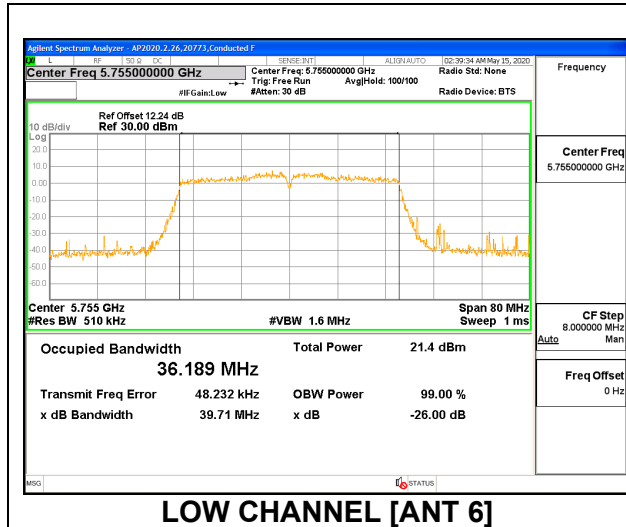 Agilent Spectrum Analyzer - AP2020.2.26,20773,Conducted F
L RF 50 Ω DC SENSE:INT ALIGN AUTO 02:39:34 AM May 15, 2020
Center Freq 5.755000000 GHz
Center Freq: 5.755000000 GHz
Radio Std: None
Trig: Free Run Avg|Hold: 100/100
#IFGain:Low #Atten: 30 dB Radio Device: BTS
Frequency
Ref Offset 12.24 dB
10 dB/div Ref 30.00 dBm
Log
20.0
10.0
0.00
-10.0
-20.0
-30.0
-40.0
-50.0
-60.0
Center 5.755 GHz Span 80 MHz
#Res BW 510 kHz #VBW 1.6 MHz Sweep 1 ms
Occupied Bandwidth Total Power 21.4 dBm
36.189 MHz
Transmit Freq Error 48.232 kHz OBW Power 99.00 %
x dB Bandwidth 39.71 MHz x dB -26.00 dB
Center Freq
5.755000000 GHz
CF Step
8.000000 MHz
Auto Man
Freq Offset
0 Hz
MSG STATUS
LOW CHANNEL [ANT 6]